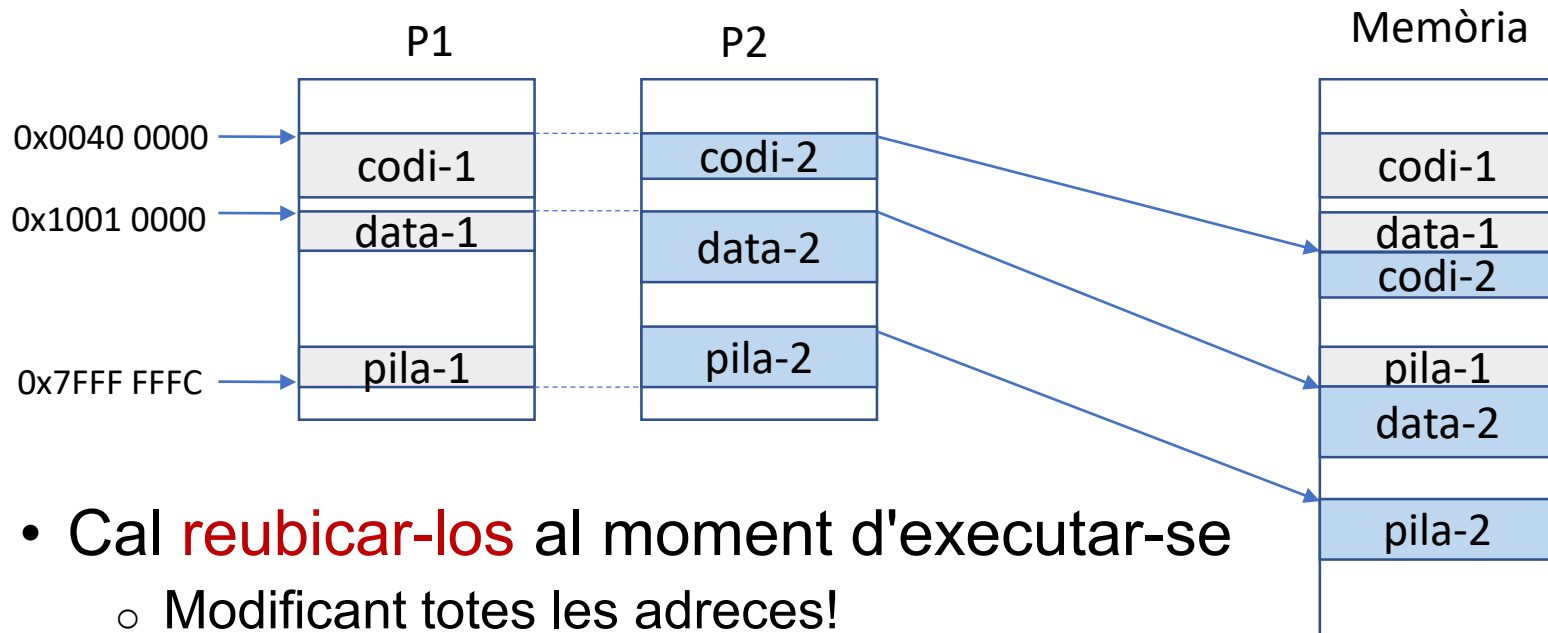 P1
P2
Memòria
0x0040 0000
codi-1
codi-2
codi-1
0x1001 0000
data-1
data-2
data-1
codi-2
0x7FFF FFFC
pila-1
pila-2
pila-1
data-2
pila-2
• Cal reubicar-los al moment d'executar-se
o Modificant totes les adreces!